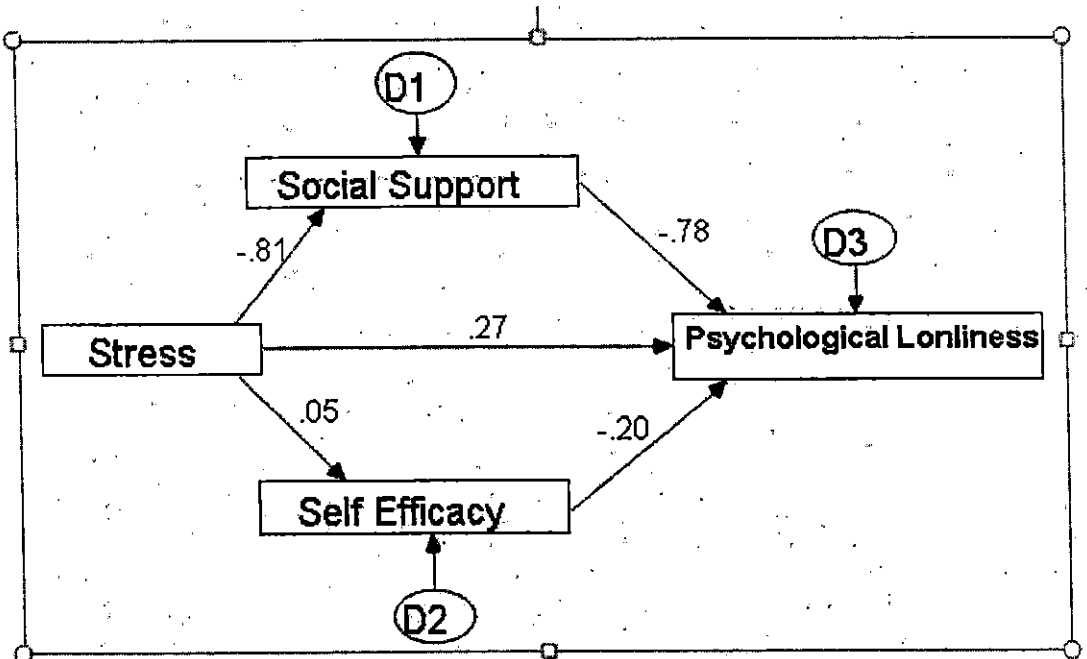 D1
Social Support
-.81
-.78
D3
Stress
.27
Psychological Lonliness
.05
-.20
Self Efficacy
D2